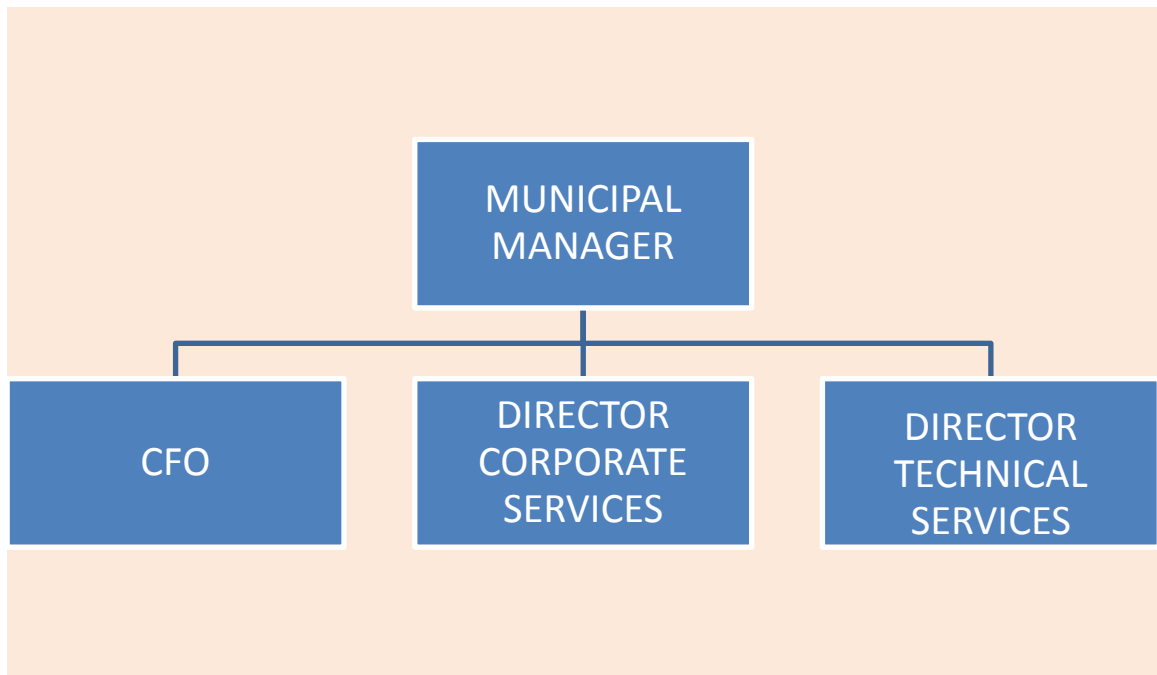 MUNICIPAL
MANAGER
CFO
DIRECTOR
CORPORATE
SERVICES
DIRECTOR
TECHNICAL
SERVICES